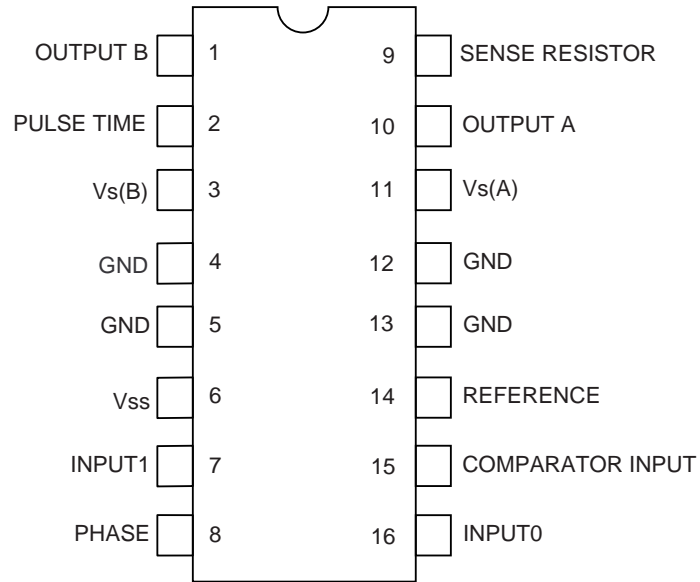 OUTPUT B 1 9 SENSE RESISTOR
PULSE TIME 2 10 OUTPUT A
Vs(B) 3 11 Vs(A)
GND 4 12 GND
GND 5 13 GND
Vss 6 14 REFERENCE
INPUT1 7 15 COMPARATOR INPUT
PHASE 8 16 INPUT0